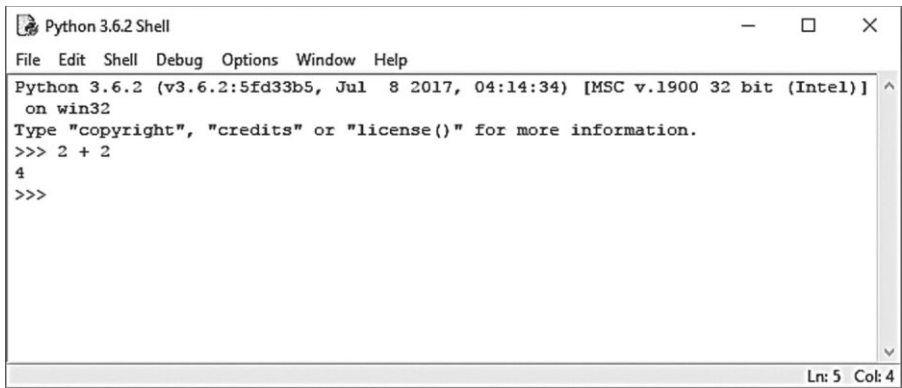 Python 3.6.2 Shell
File Edit Shell Debug Options Window Help
Python 3.6.2 (v3.6.2:5fd33b5, Jul  8 2017, 04:14:34) [MSC v.1900 32 bit (Intel)]
 on win32
Type "copyright", "credits" or "license()" for more information.
>>> 2 + 2
4
>>>
Ln: 5 Col: 4